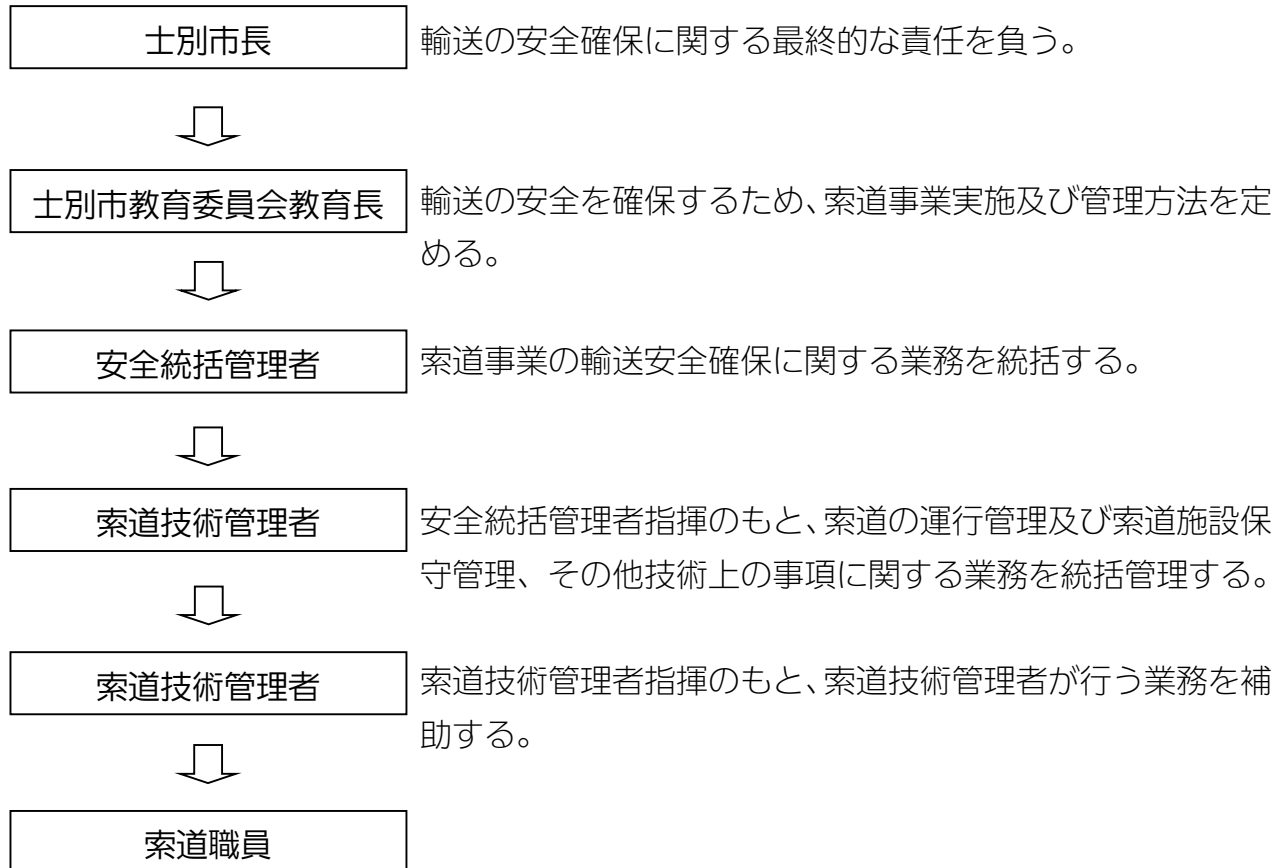 士別市長
輸送の安全確保に関する最終的な責任を負う。
士別市教育委員会教育長
輸送の安全を確保するため、索道事業実施及び管理方法を定
める。
安全統括管理者
索道事業の輸送安全確保に関する業務を統括する。
索道技術管理者
安全統括管理者指揮のもと、索道の運行管理及び索道施設保
守管理、その他技術上の事項に関する業務を統括管理する。
索道技術管理者
索道技術管理者指揮のもと、索道技術管理者が行う業務を補
助する。
索道職員